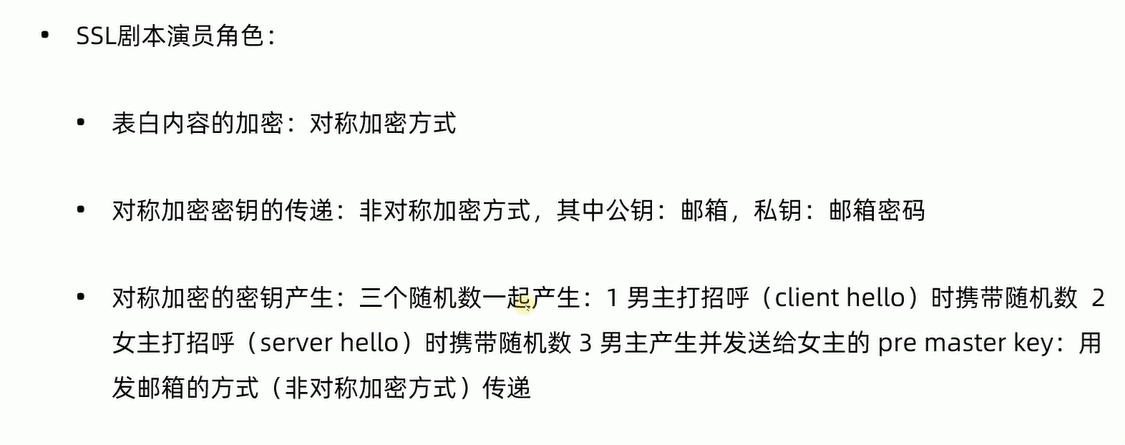 • SSL剧本演员角色：
• 表白内容的加密：对称加密方式
• 对称加密密钥的传递：非对称加密方式，其中公钥：邮箱，私钥：邮箱密码
• 对称加密的密钥产生：三个随机数一起产生：1 男主打招呼（client hello）时携带随机数 2
女主打招呼（server hello）时携带随机数 3 男主产生并发送给女主的 pre master key：用
发邮箱的方式（非对称加密方式）传递